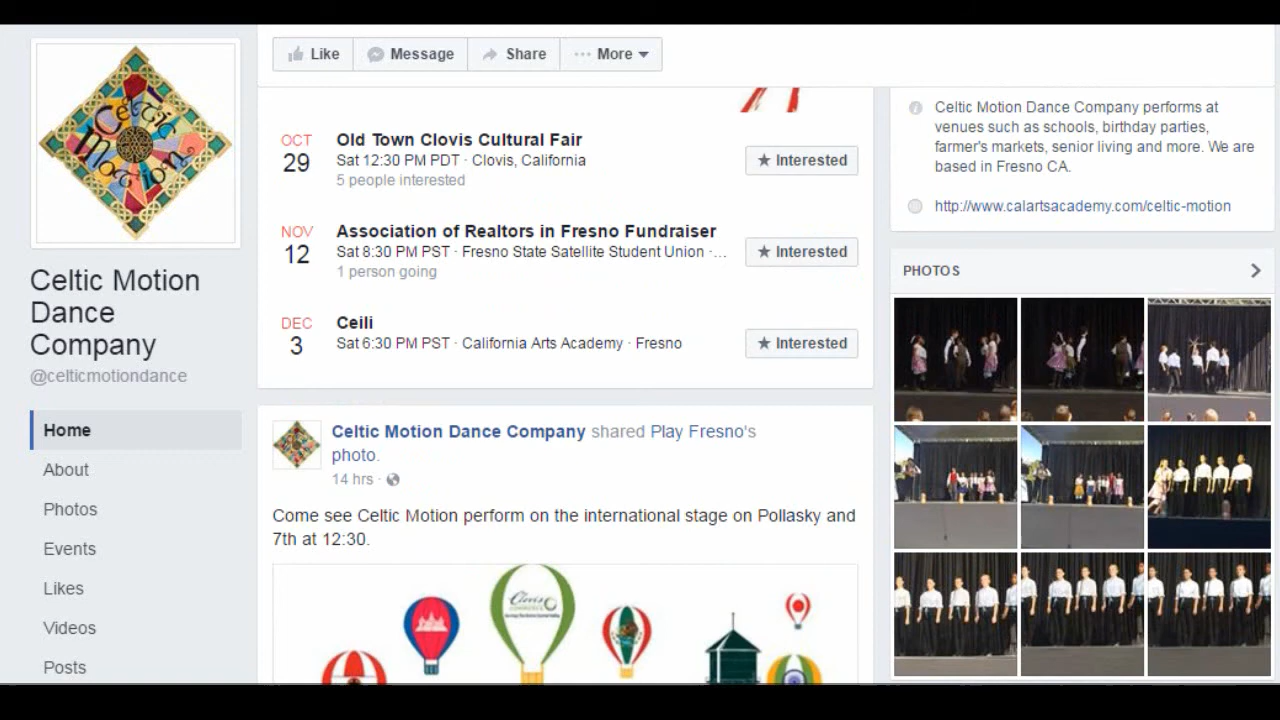 Celtic
Motion
Celtic Motion
Dance
Company
@celticmotiondance
Home
About
Photos
Events
Likes
Videos
Posts
Like
Message
Share
··· More
OCT
29
Old Town Clovis Cultural Fair
Sat 12:30 PM PDT · Clovis, California
5 people interested
★ Interested
NOV
12
Association of Realtors in Fresno Fundraiser
Sat 8:30 PM PST · Fresno State Satellite Student Union · ...
1 person going
★ Interested
DEC
3
Ceili
Sat 6:30 PM PST · California Arts Academy · Fresno
★ Interested
Celtic Motion Dance Company shared Play Fresno's
photo.
14 hrs ·
Come see Celtic Motion perform on the international stage on Pollasky and
7th at 12:30.
Clovis
Celtic Motion Dance Company performs at
venues such as schools, birthday parties,
farmer's markets, senior living and more. We are
based in Fresno CA.
http://www.calartsacademy.com/celtic-motion
PHOTOS